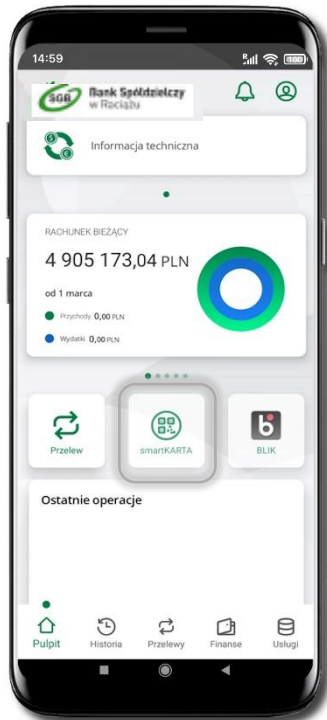 14:59
SGB Bank Spółdzielczy
w Raciążu
Informacja techniczna
RACHUNEK BIEŻĄCY
4 905 173,04 PLN
od 1 marca
Przychody 0,00 PLN
Wydatki 0,00 PLN
Przelew
smartKARTA
BLIK
Ostatnie operacje
Pulpit
Historia
Przelewy
Finanse
Usługi